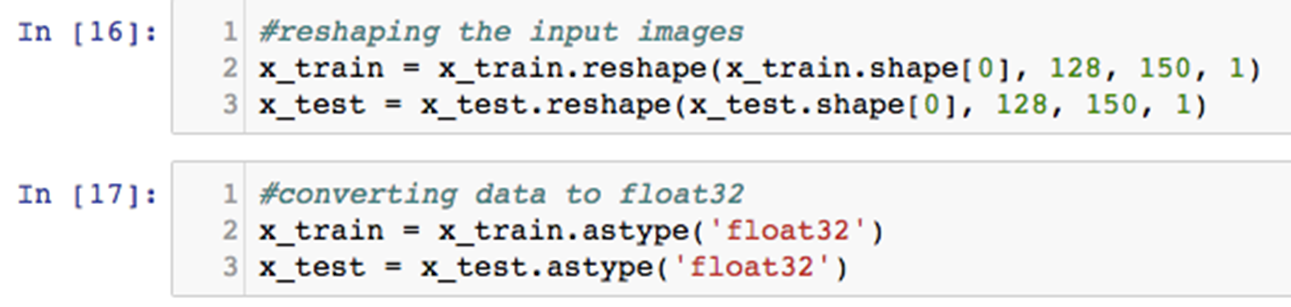 In [16]:
1 #reshaping the input images
2 x_train = x_train.reshape(x_train.shape[0], 128, 150, 1)
3 x_test = x_test.reshape(x_test.shape[0], 128, 150, 1)
In [17]:
1 #converting data to float32
2 x_train = x_train.astype('float32')
3 x_test = x_test.astype('float32')